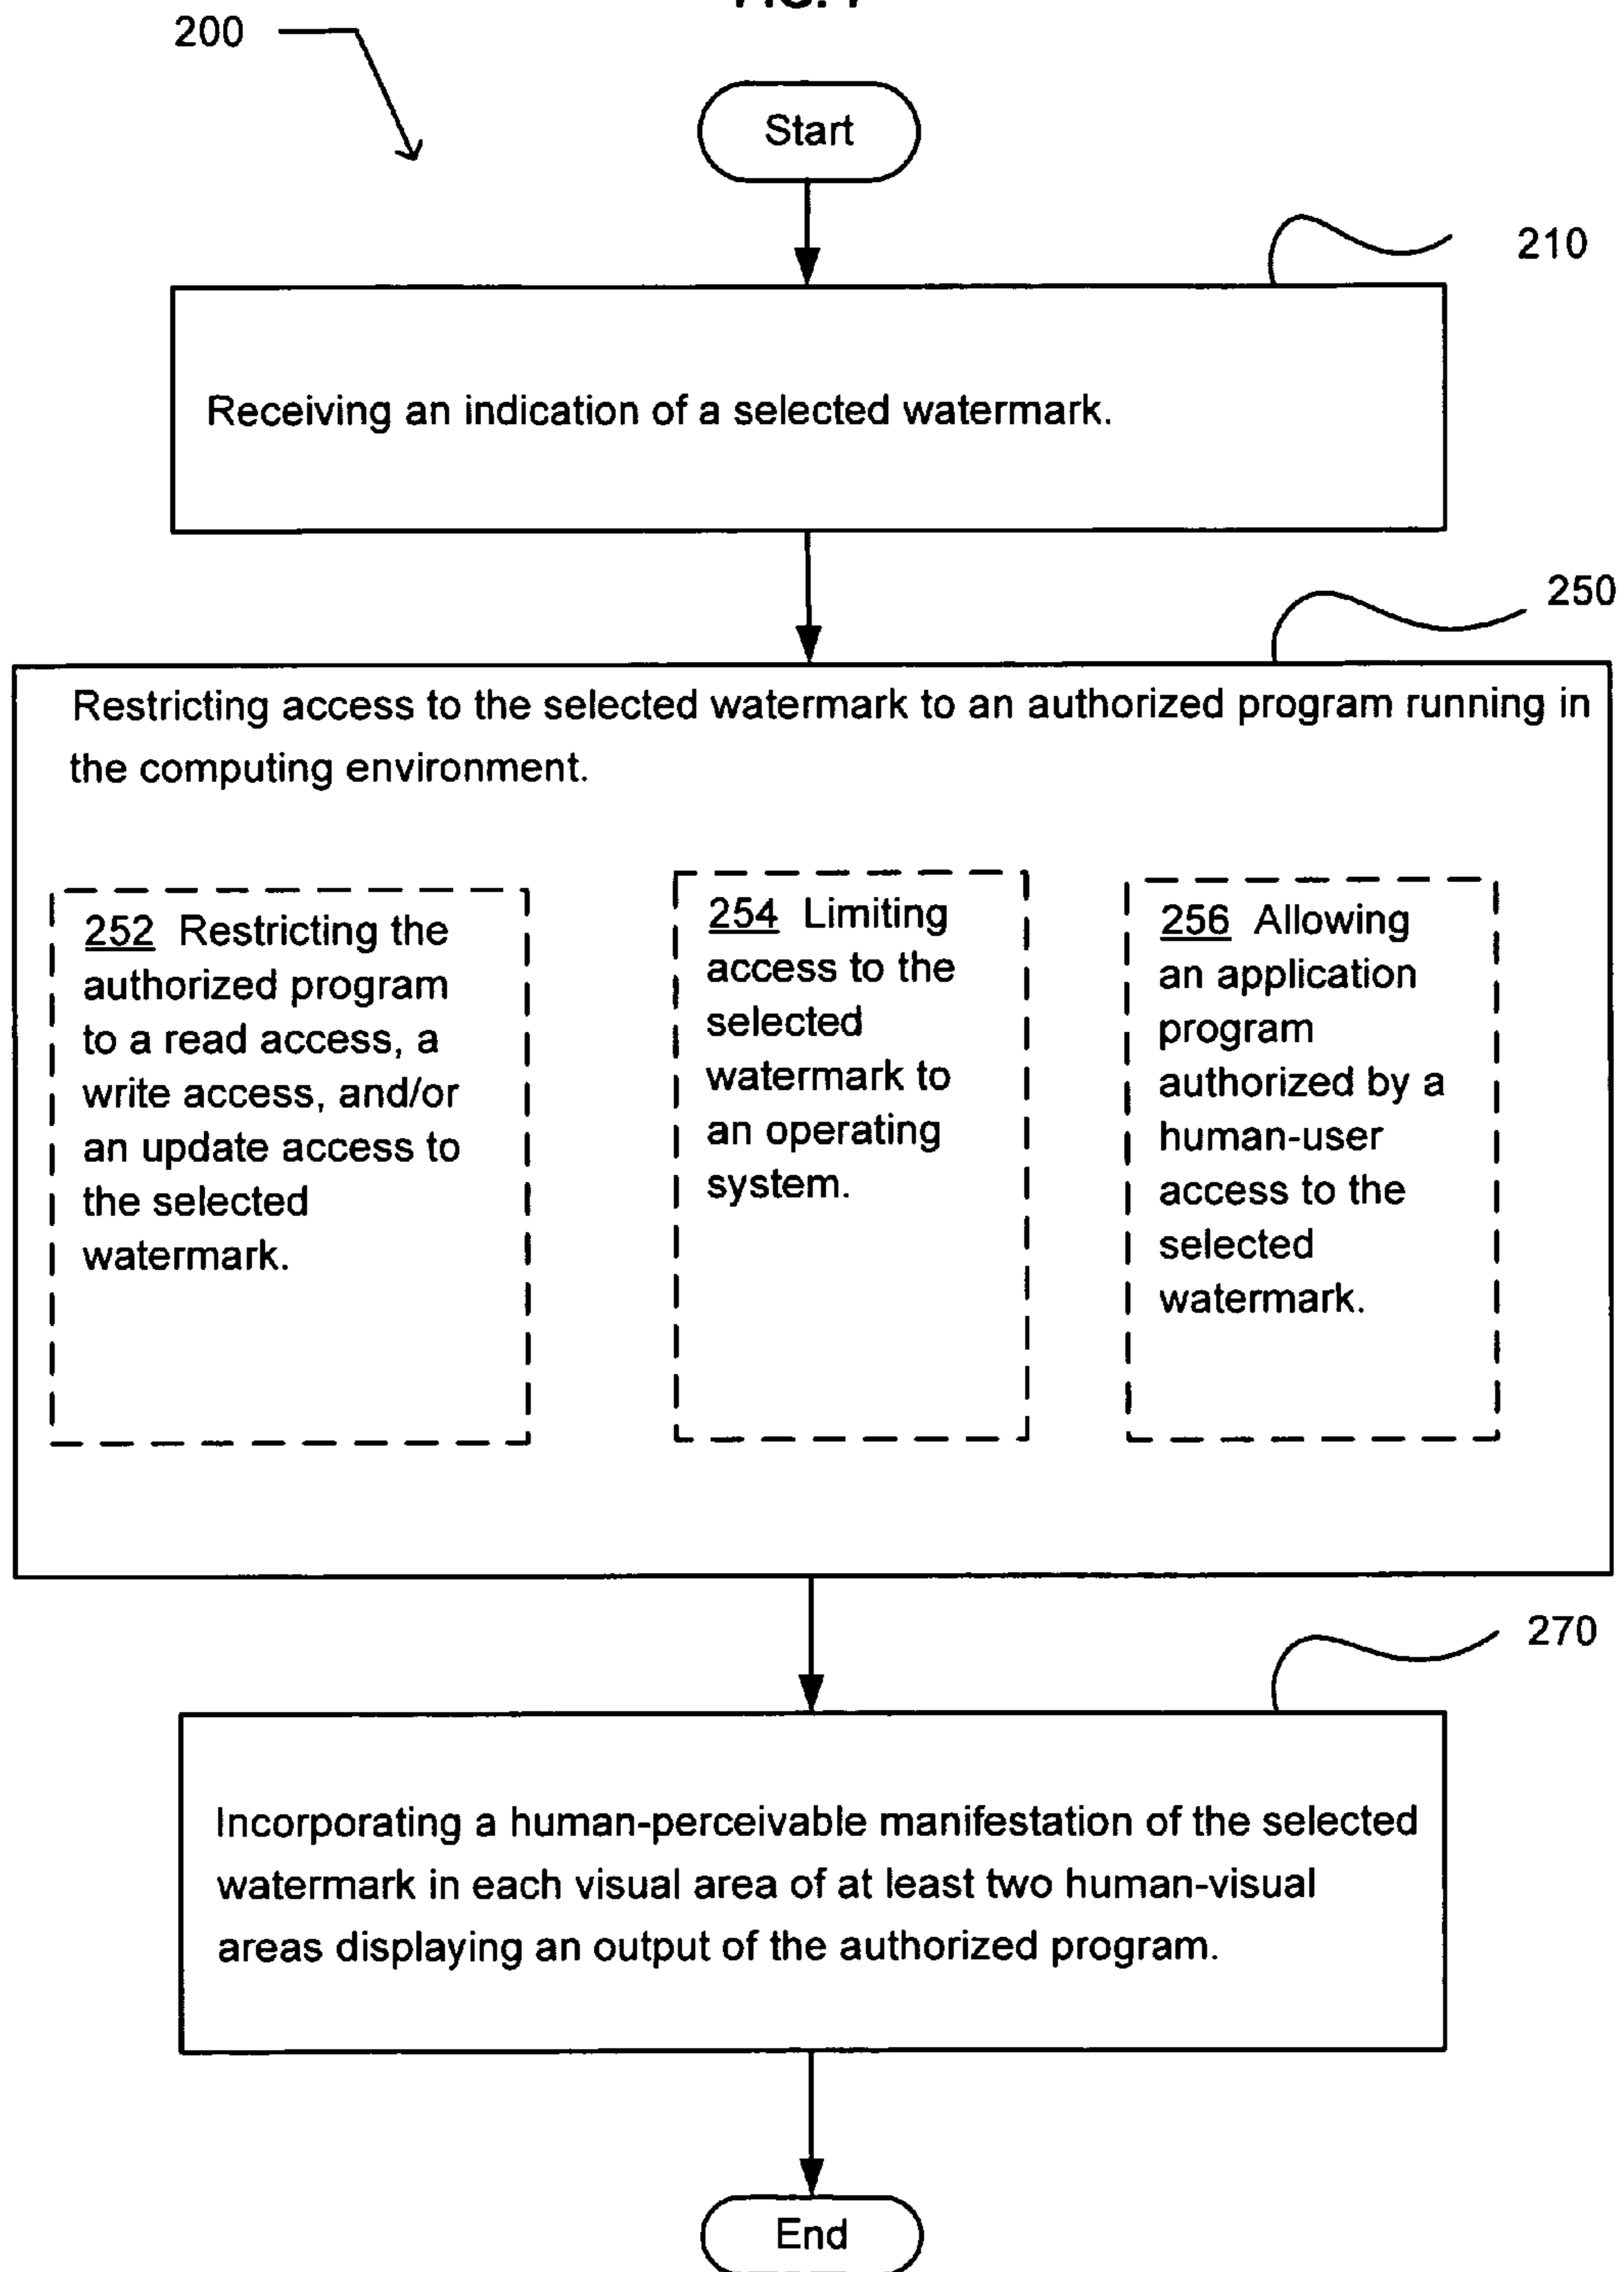 200
Start
210
Receiving an indication of a selected watermark.
250
Restricting access to the selected watermark to an authorized program running in
the computing environment.
252 Restricting the
authorized program
to a read access, a
write access, and/or
an update access to
the selected
watermark.
254 Limiting
access to the
selected
watermark to
an operating
system.
256 Allowing
an application
program
authorized by a
human-user
access to the
selected
watermark.
270
Incorporating a human-perceivable manifestation of the selected
watermark in each visual area of at least two human-visual
areas displaying an output of the authorized program.
End